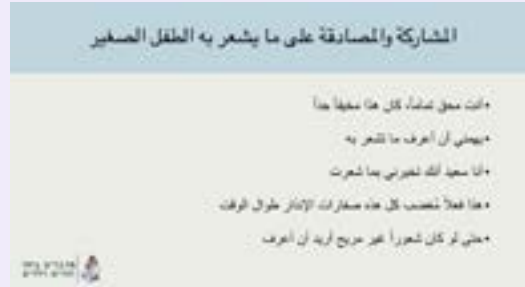 المشاركة والمصادقة على ما يشعر به الطفل الصغير
•أنت محق تماماً، كان هذا مخيفاً جداً
•يهمني أن أعرف ما تشعر به
•أنا سعيد أنك تخبرني بما شعرت
•هذا فعلاً مُغضب كل هذه صفارات الإنذار طوال الوقت
•حتى لو كان شعوراً غير مريح أريد أن أعرف